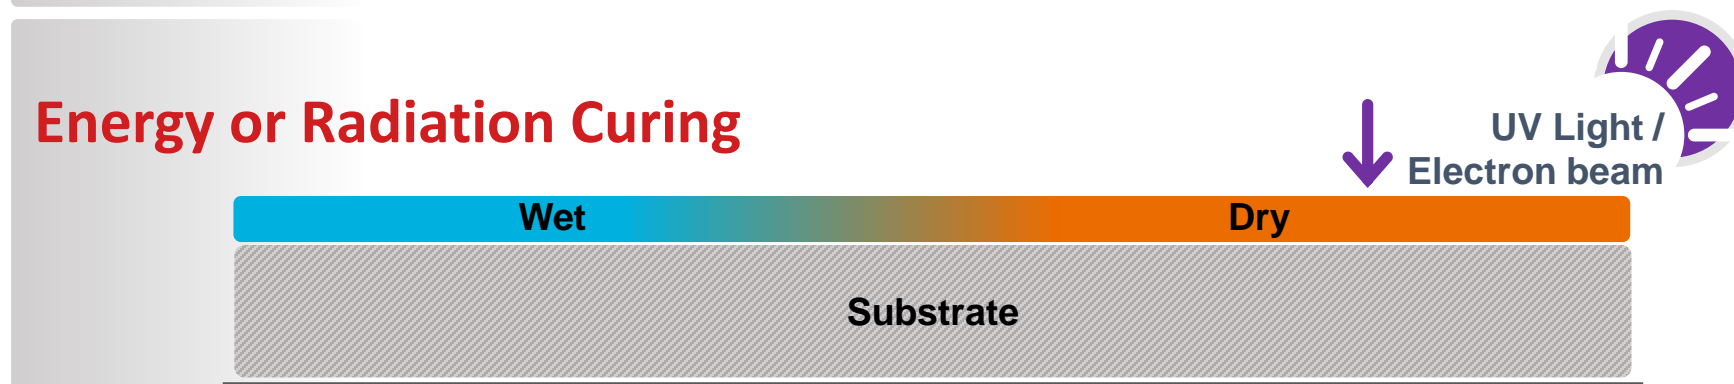 Energy or Radiation Curing
UV Light /
Electron beam
Wet
Dry
Substrate